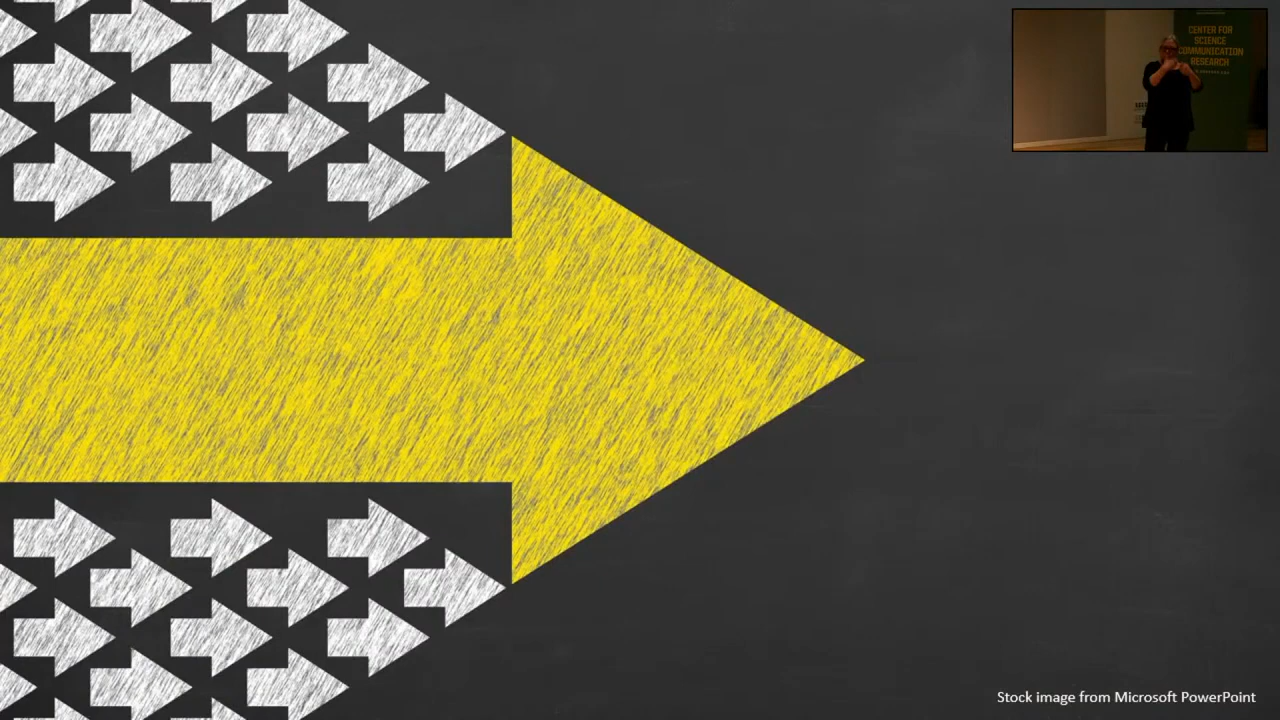 CENTER FOR
SCIENCE
COMMUNICATION
RESEARCH
Stock image from Microsoft PowerPoint